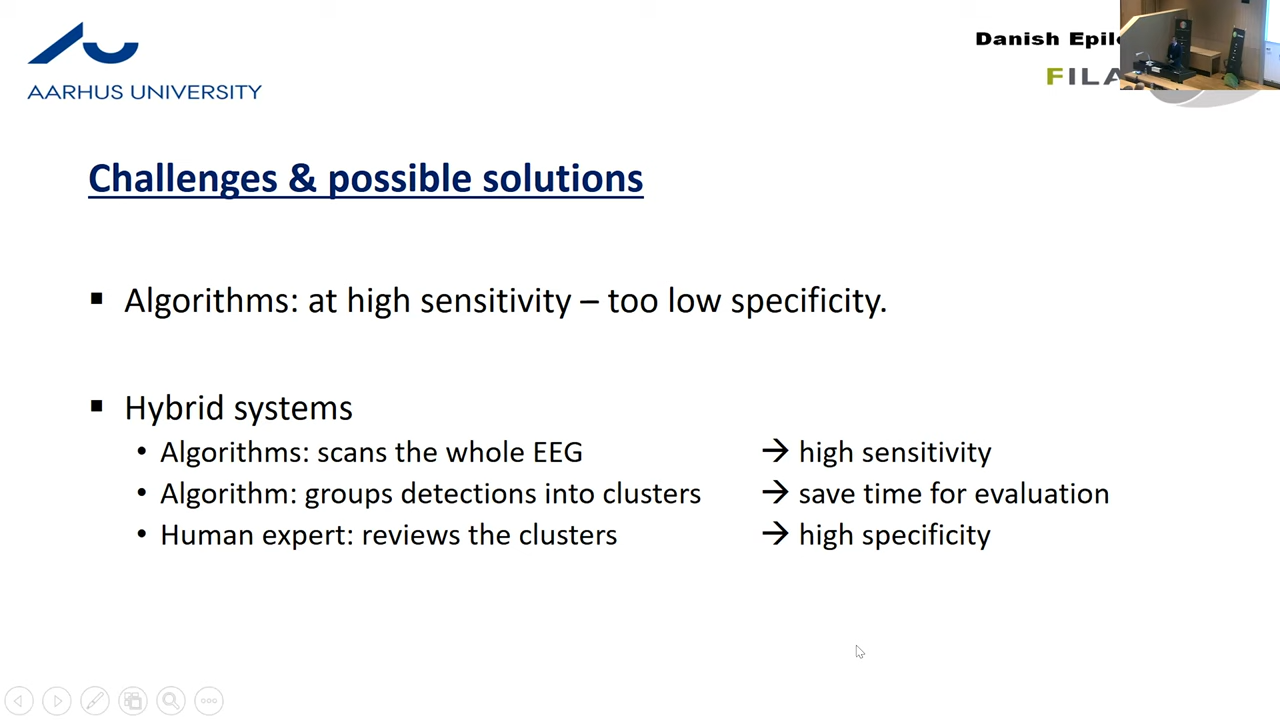 AARHUS UNIVERSITY
Danish
FILA
Challenges & possible solutions
Algorithms: at high sensitivity – too low specificity.
Hybrid systems
Algorithms: scans the whole EEG → high sensitivity
Algorithm: groups detections into clusters → save time for evaluation
Human expert: reviews the clusters → high specificity